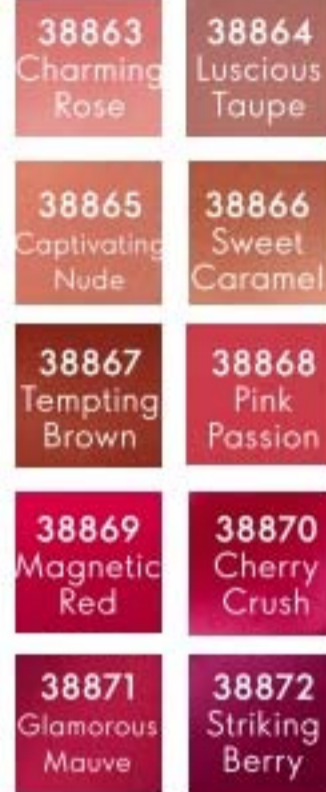 38863
Charming
Rose
38864
Luscious
Taupe
38865
Captivating
Nude
38866
Sweet
Caramel
38867
Tempting
Brown
38868
Pink
Passion
38869
Magnetic
Red
38870
Cherry
Crush
38871
Glamorous
Mauve
38872
Striking
Berry